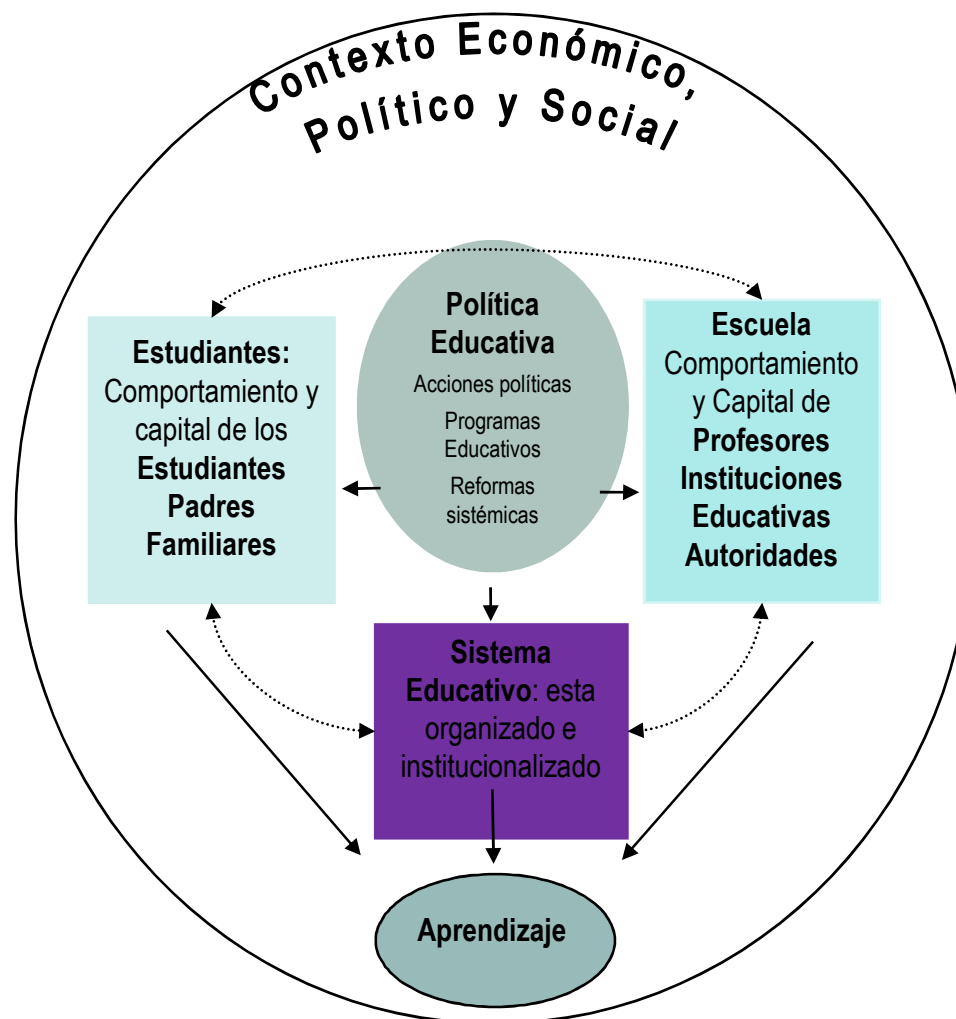 Contexto Económico,
Político y Social
Política
Educativa
Acciones políticas
Programas
Educativos
Reformas
sistémicas
Estudiantes:
Comportamiento y
capital de los
Estudiantes
Padres
Familiares
Escuela
Comportamiento
y Capital de
Profesores
Instituciones
Educativas
Autoridades
Sistema
Educativo: esta
organizado e
institucionalizado
Aprendizaje